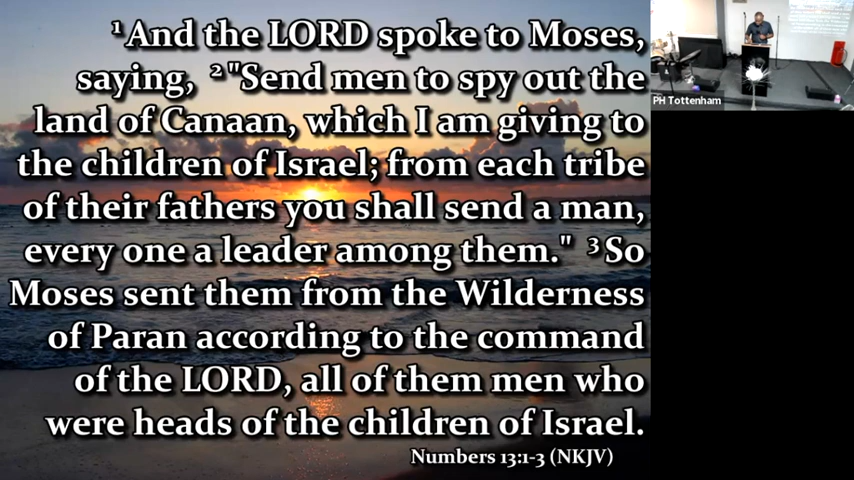 ¹And the LORD spoke to Moses,
saying, ²"Send men to spy out the
land of Canaan, which I am giving to
the children of Israel; from each tribe
of their fathers you shall send a man,
every one a leader among them." ³So
Moses sent them from the Wilderness
of Paran according to the command
of the LORD, all of them men who
were heads of the children of Israel.
Numbers 13:1-3 (NKJV)
PH Tottenham